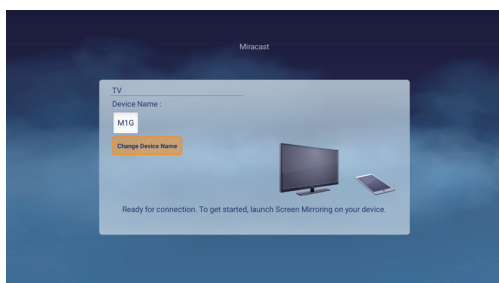 Miracast
TV
Device Name :
M1G
Change Device Name
Ready for connection. To get started, launch Screen Mirroring on your device.